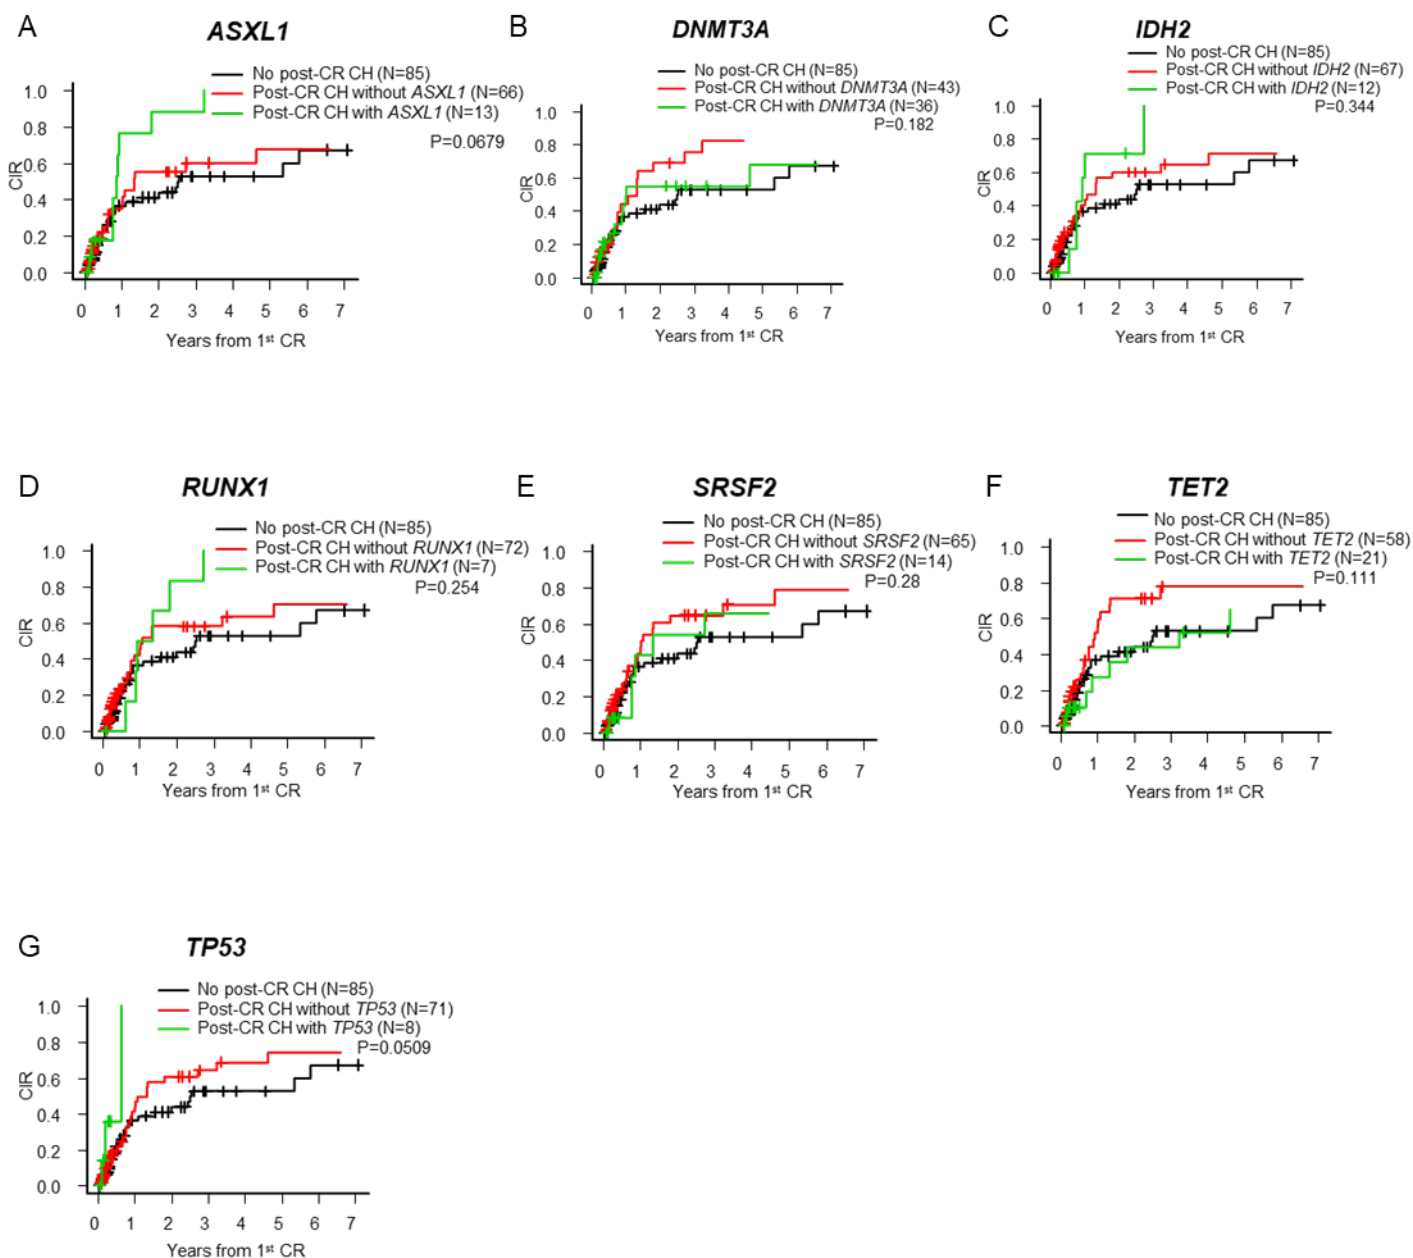 A
ASXL1
No post-CR CH (N=85)
Post-CR CH without ASXL1 (N=66)
Post-CR CH with ASXL1 (N=13)
P=0.0679
CIR
1.0
0.8
0.6
0.4
0.2
0.0
0 1 2 3 4 5 6 7
Years from 1st CR
B
DNMT3A
No post-CR CH (N=85)
Post-CR CH without DNMT3A (N=43)
Post-CR CH with DNMT3A (N=36)
P=0.182
CIR
1.0
0.8
0.6
0.4
0.2
0.0
0 1 2 3 4 5 6 7
Years from 1st CR
C
IDH2
No post-CR CH (N=85)
Post-CR CH without IDH2 (N=67)
Post-CR CH with IDH2 (N=12)
P=0.344
CIR
1.0
0.8
0.6
0.4
0.2
0.0
0 1 2 3 4 5 6 7
Years from 1st CR
D
RUNX1
No post-CR CH (N=85)
Post-CR CH without RUNX1 (N=72)
Post-CR CH with RUNX1 (N=7)
P=0.254
CIR
1.0
0.8
0.6
0.4
0.2
0.0
0 1 2 3 4 5 6 7
Years from 1st CR
E
SRSF2
No post-CR CH (N=85)
Post-CR CH without SRSF2 (N=65)
Post-CR CH with SRSF2 (N=14)
P=0.28
CIR
1.0
0.8
0.6
0.4
0.2
0.0
0 1 2 3 4 5 6 7
Years from 1st CR
F
TET2
No post-CR CH (N=85)
Post-CR CH without TET2 (N=58)
Post-CR CH with TET2 (N=21)
P=0.111
CIR
1.0
0.8
0.6
0.4
0.2
0.0
0 1 2 3 4 5 6 7
Years from 1st CR
G
TP53
No post-CR CH (N=85)
Post-CR CH without TP53 (N=71)
Post-CR CH with TP53 (N=8)
P=0.0509
CIR
1.0
0.8
0.6
0.4
0.2
0.0
0 1 2 3 4 5 6 7
Years from 1st CR